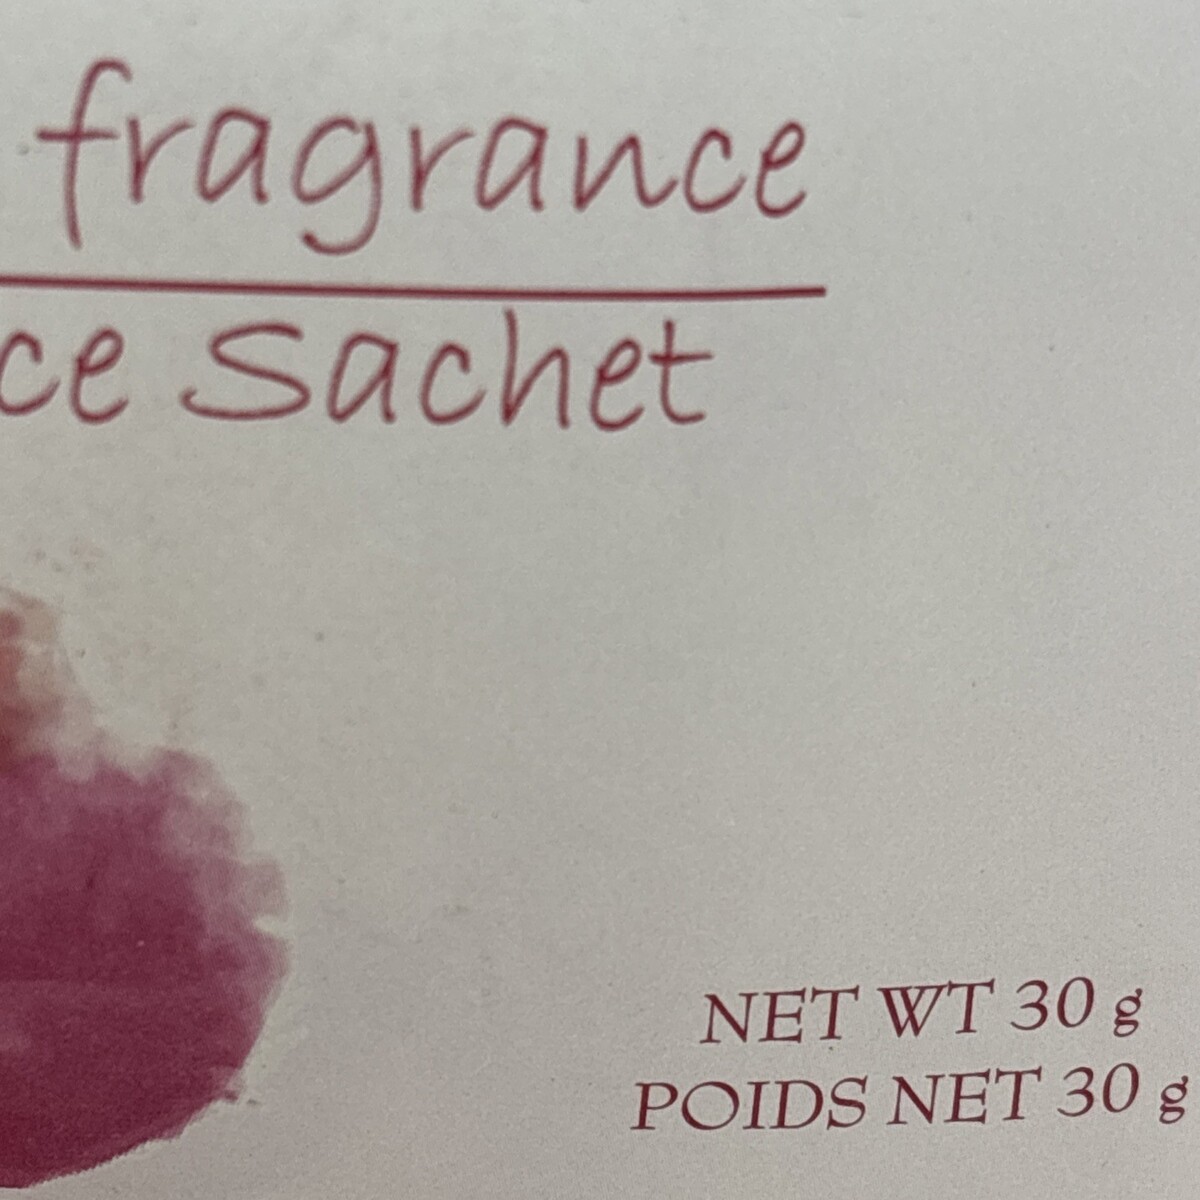 fragrance
ce Sachet
NET WT 30 g
POIDS NET 30 g